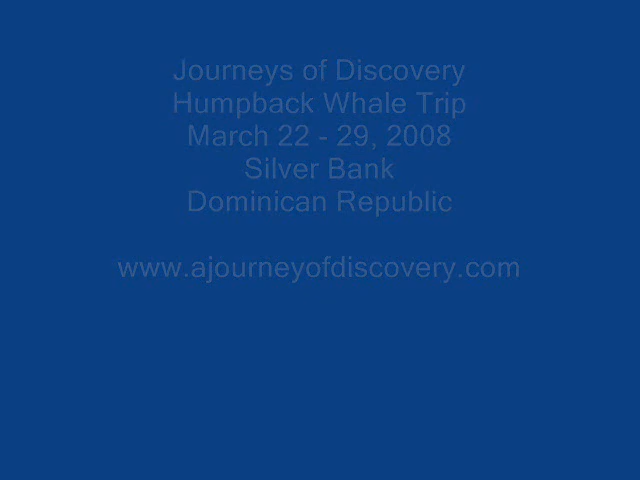 Journeys of Discovery
Humpback Whale Trip
March 22 - 29, 2008
Silver Bank
Dominican Republic
www.ajourneyofdiscovery.com